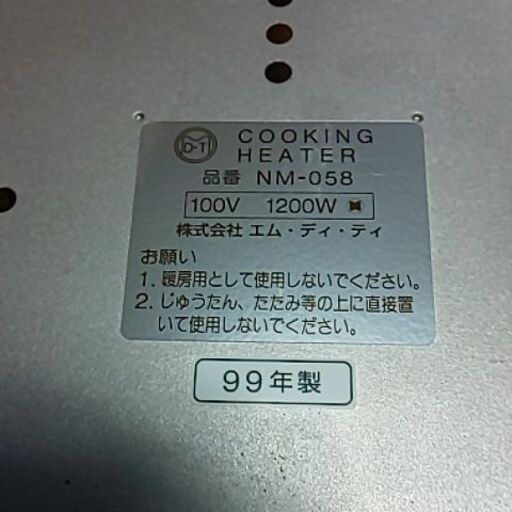 D・T
COOKING
HEATER
品番 NM-058
100V 1200W
株式会社 エム・ディ・ティ
お願い
1. 暖房用として使用しないでください。
2. じゅうたん、たたみ等の上に直接置
いて使用しないでください。
99年製